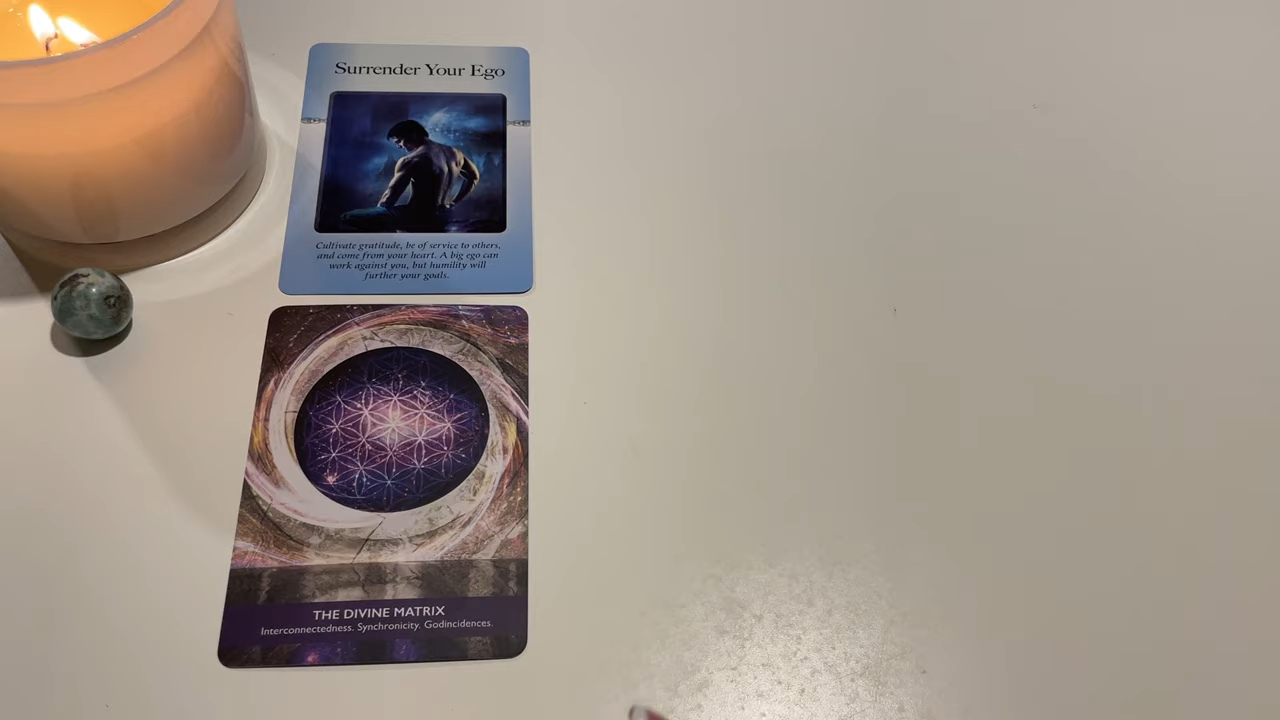 Surrender Your Ego
Cultivate gratitude, be of service to others,
and come from your heart. A big ego can
work against you, but humility will
further your goals.
THE DIVINE MATRIX
Interconnectedness. Synchronicity. Godincidences.